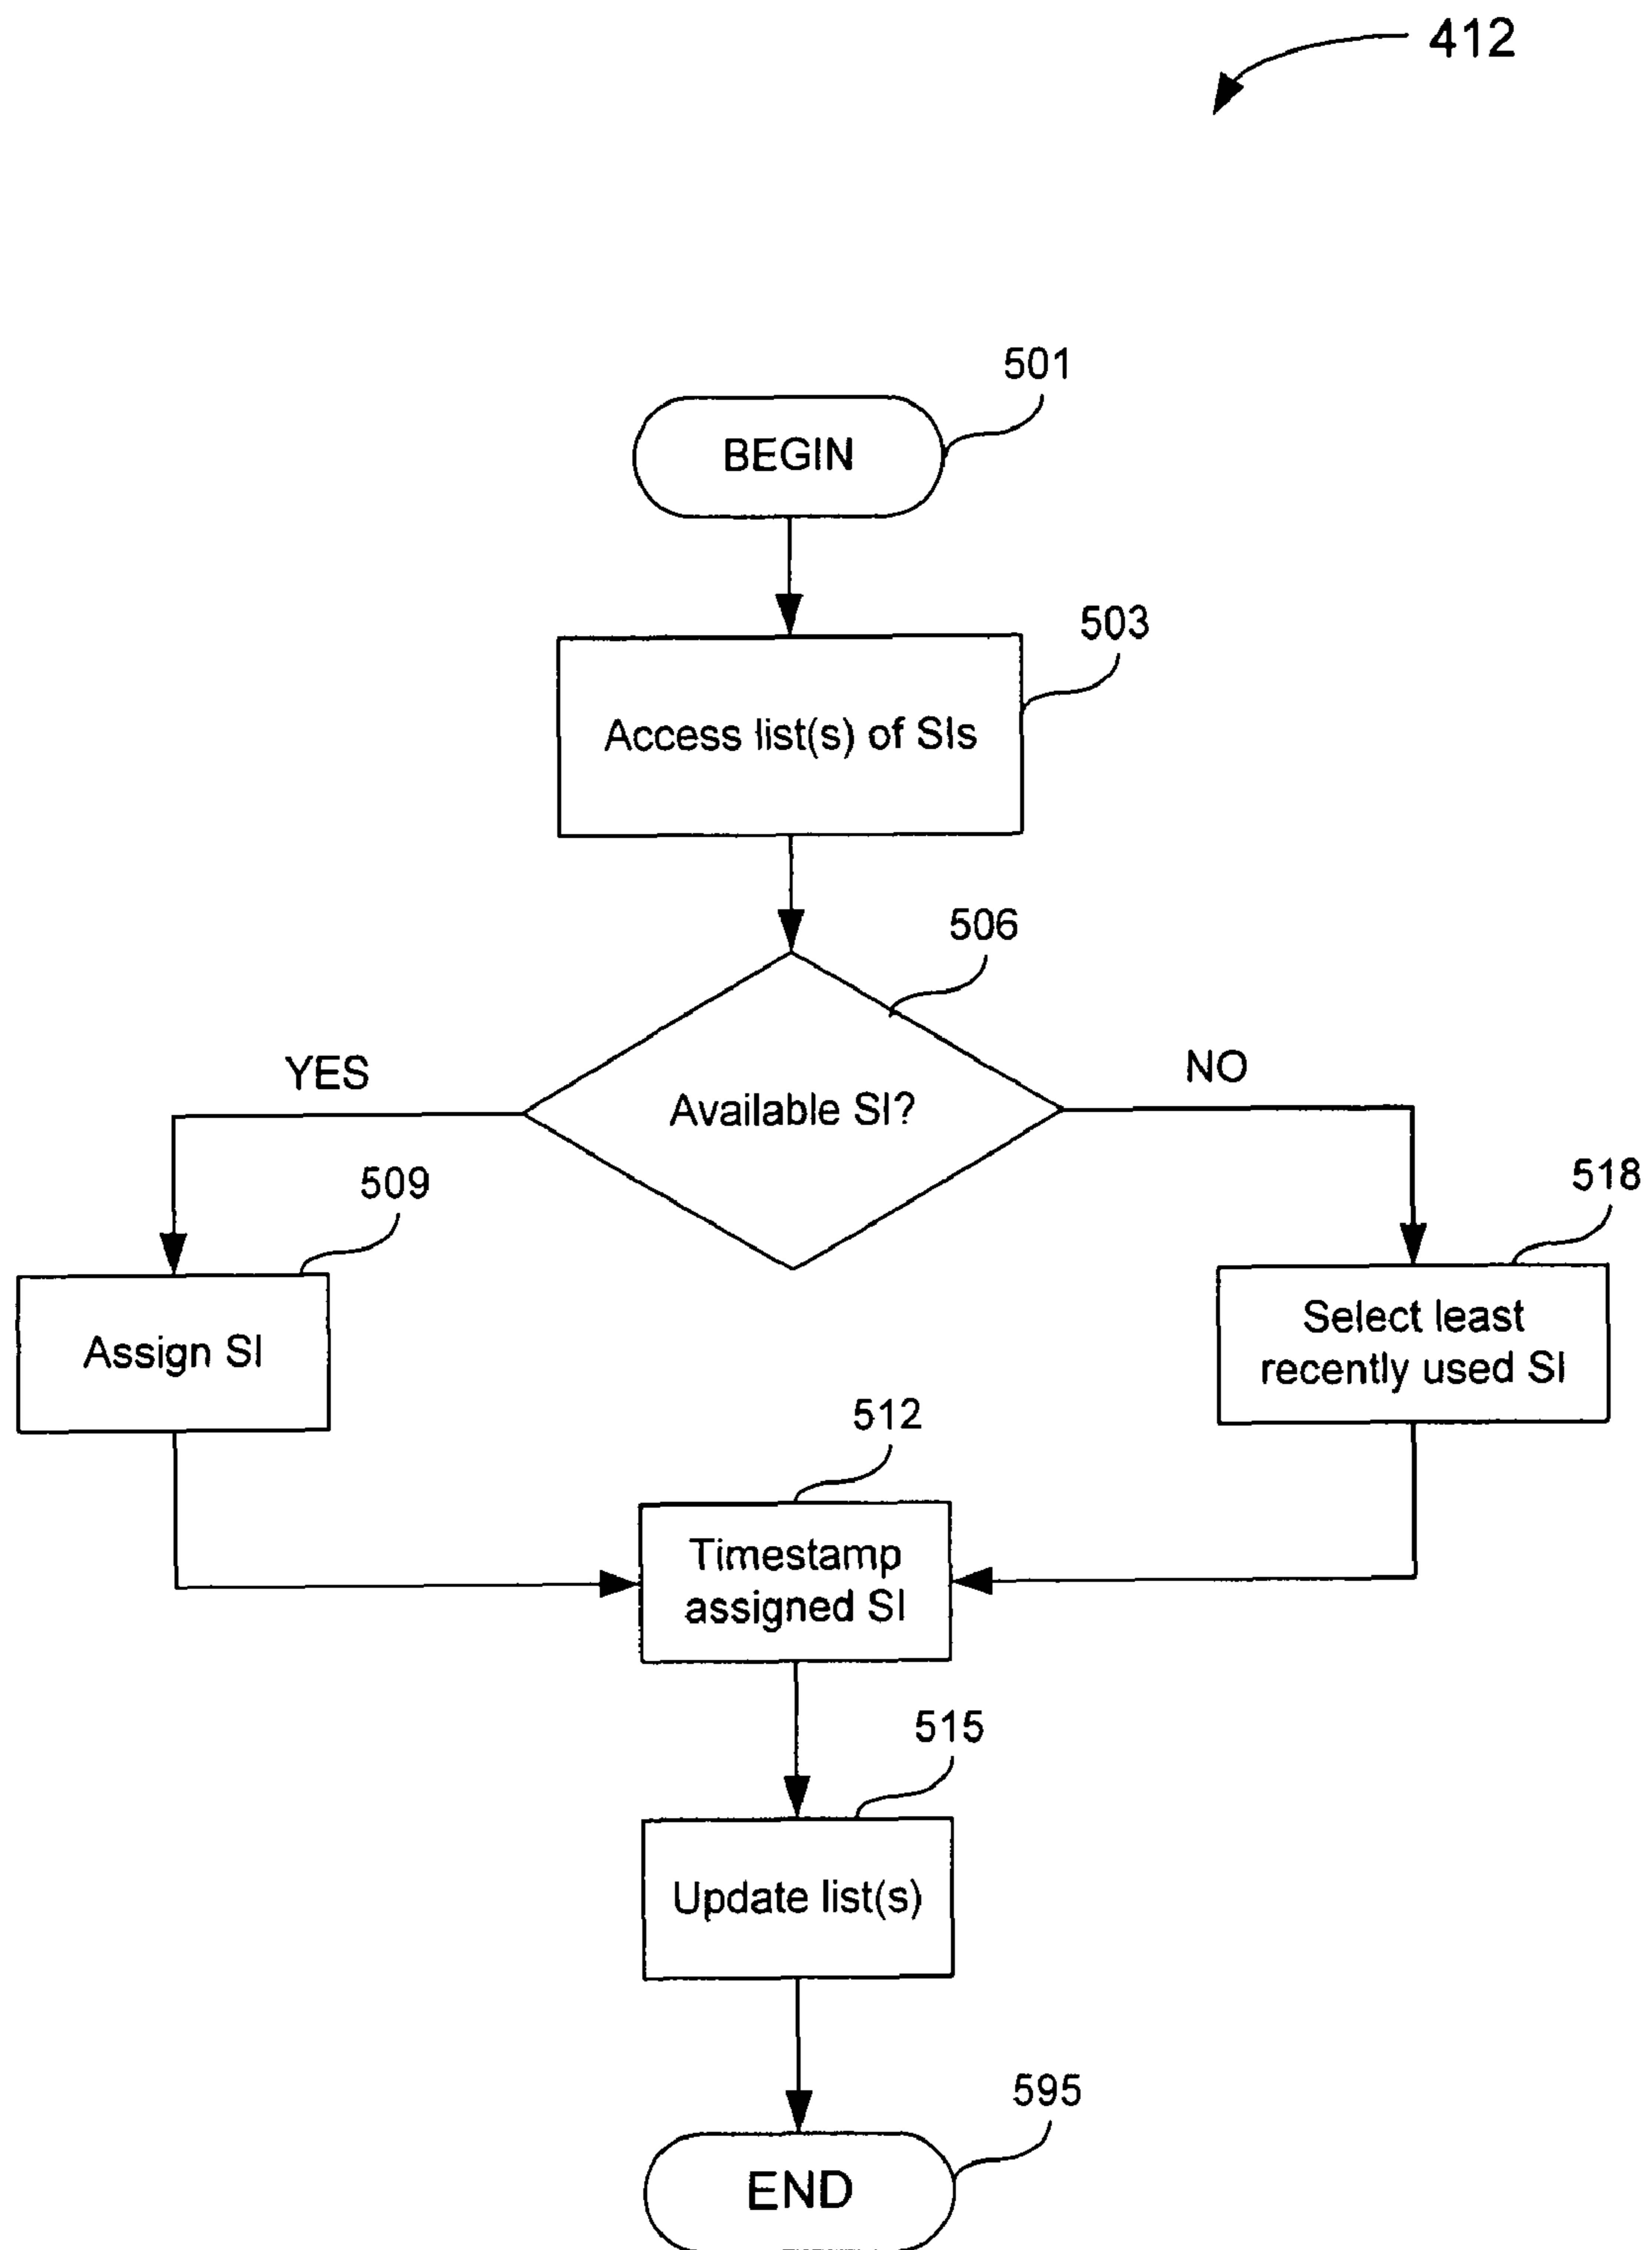 412
501
BEGIN
503
Access list(s) of SIs
506
YES
NO
Available SI?
509
518
Assign SI
Select least
recently used SI
512
Timestamp
assigned SI
515
Update list(s)
595
END